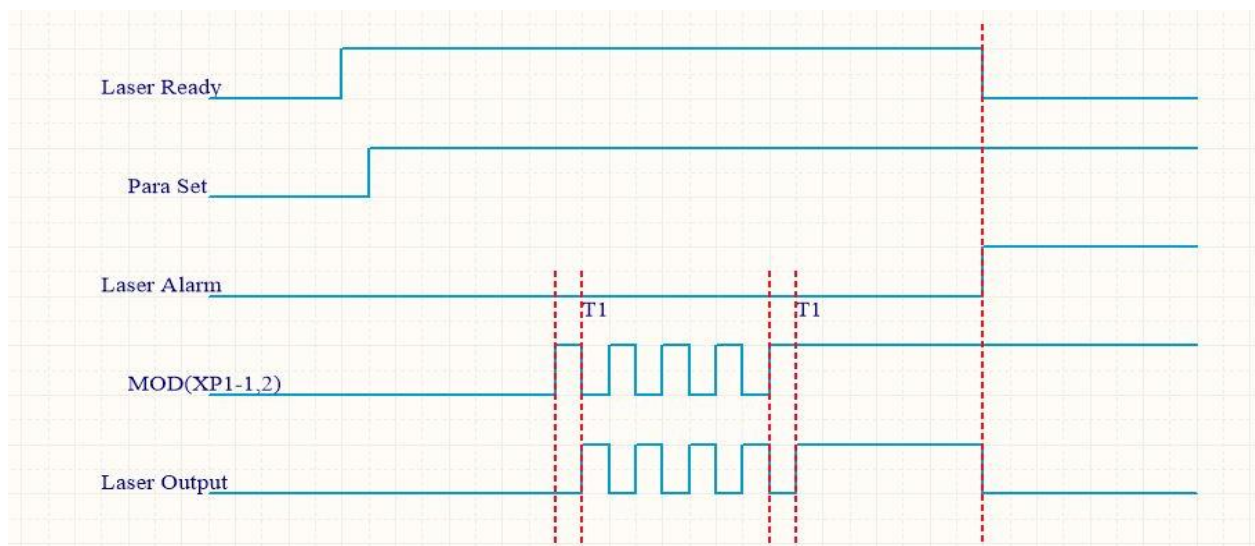 Laser Ready
Para Set
Laser Alarm
T1 T1
MOD(XP1-1,2)
Laser Output